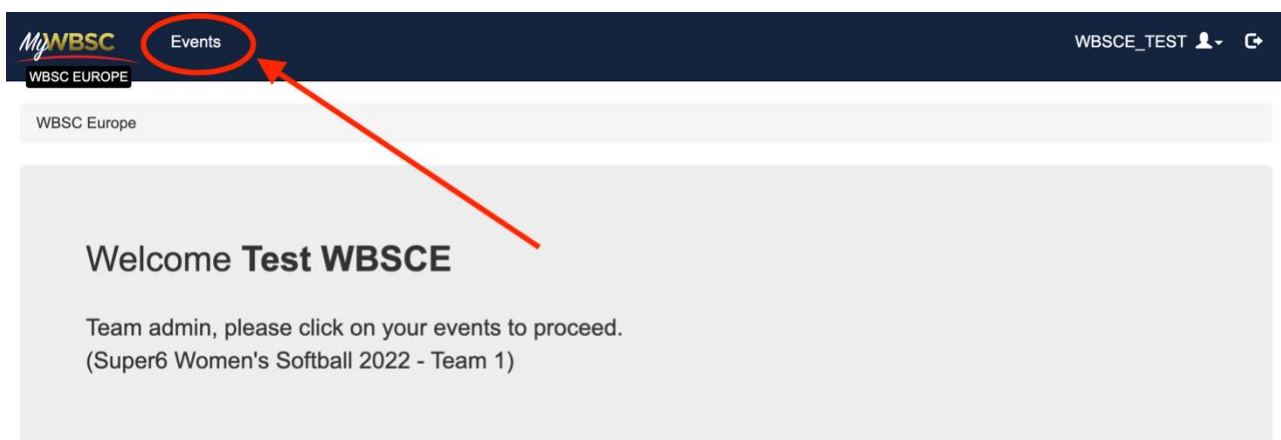 MyWBSC
Events
WBSCE_TEST
WBSC EUROPE
WBSC Europe
Welcome Test WBSCE
Team admin, please click on your events to proceed.
(Super6 Women's Softball 2022 - Team 1)